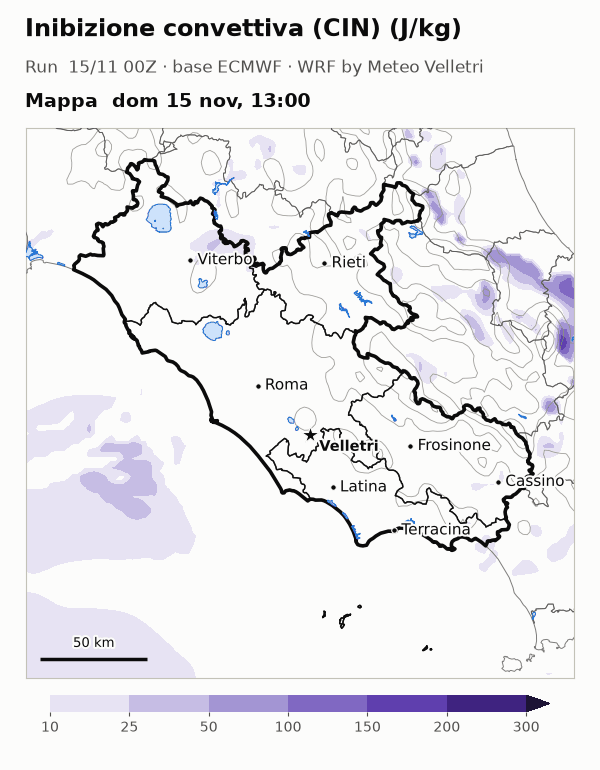 Inibizione convettiva (CIN) (J/kg)
Run  15/11 00Z · base ECMWF · WRF by Meteo Velletri
Mappa  dom 15 nov, 13:00
Viterbo
Rieti
Roma
Velletri
Frosinone
Latina
Cassino
Terracina
50 km
10 25 50 100 150 200 300